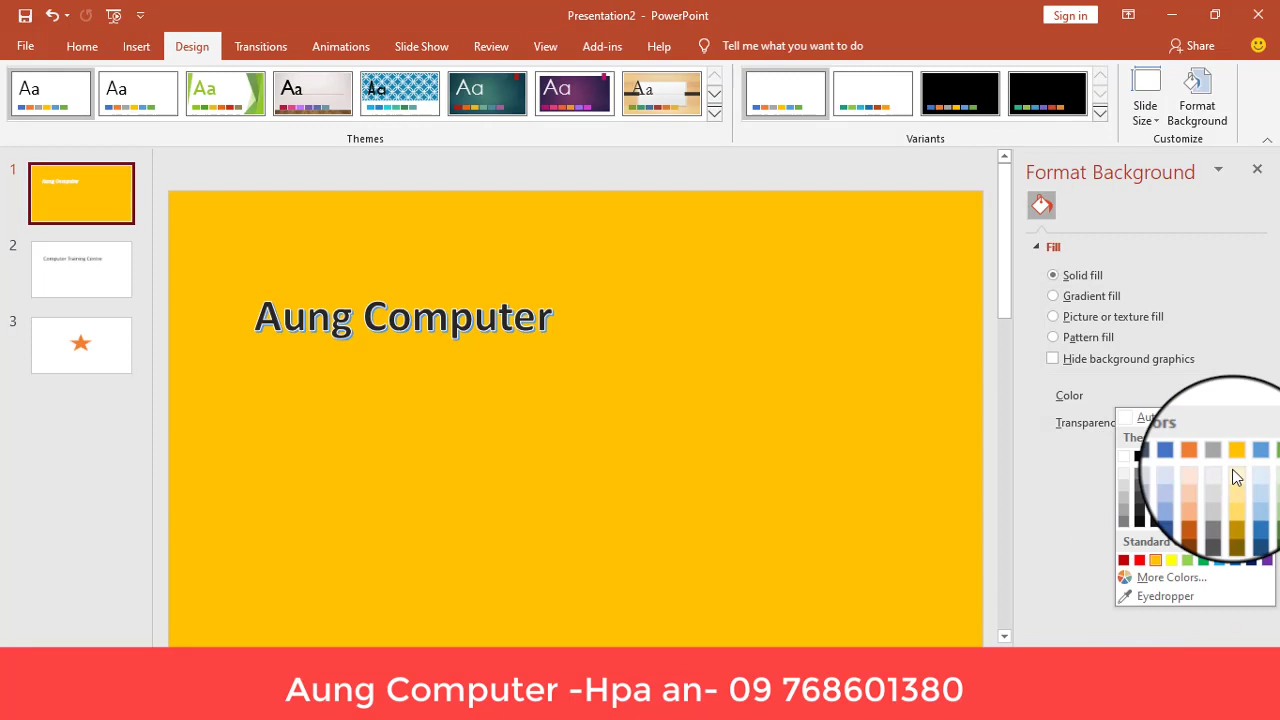 Presentation2 - PowerPoint
Sign in
File Home Insert Design Transitions Animations Slide Show Review View Add-ins Help Tell me what you want to do Share
Aa Aa Aa Aa Aa Aa Aa Aa
Slide Size
Format Background
Themes Variants Customize
1
Aung Computer
2
Computer Training Centre
3
Aung Computer
Format Background
Fill
Solid fill
Gradient fill
Picture or texture fill
Pattern fill
Hide background graphics
Color
Transparenc
Aut
ors
The
Standard
More Colors...
Eyedropper
Aung Computer -Hpa an- 09 768601380